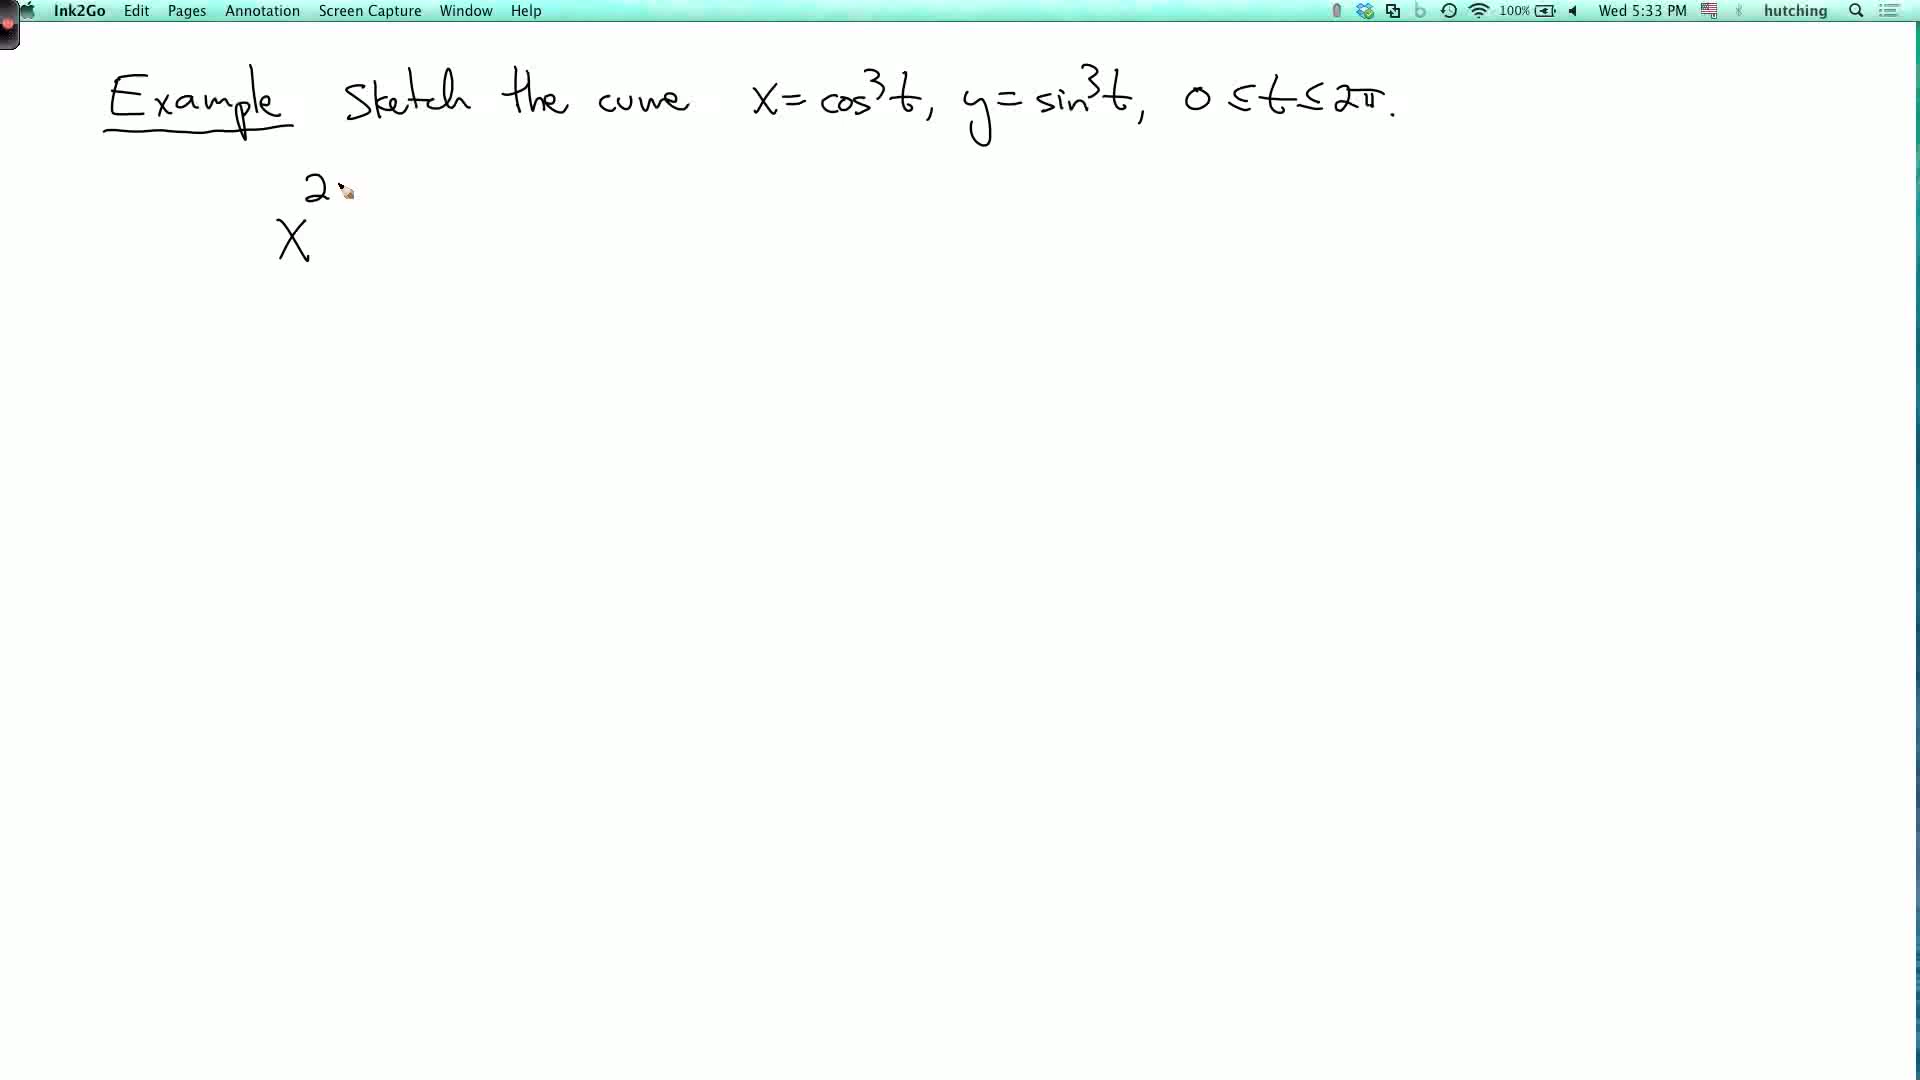 Ink2Go Edit Pages Annotation Screen Capture Window Help 100% Wed 5:33 PM hutching
Example Sketch the curve x = cos³t, y = sin³t, 0 ≤ t ≤ 2π.
x²